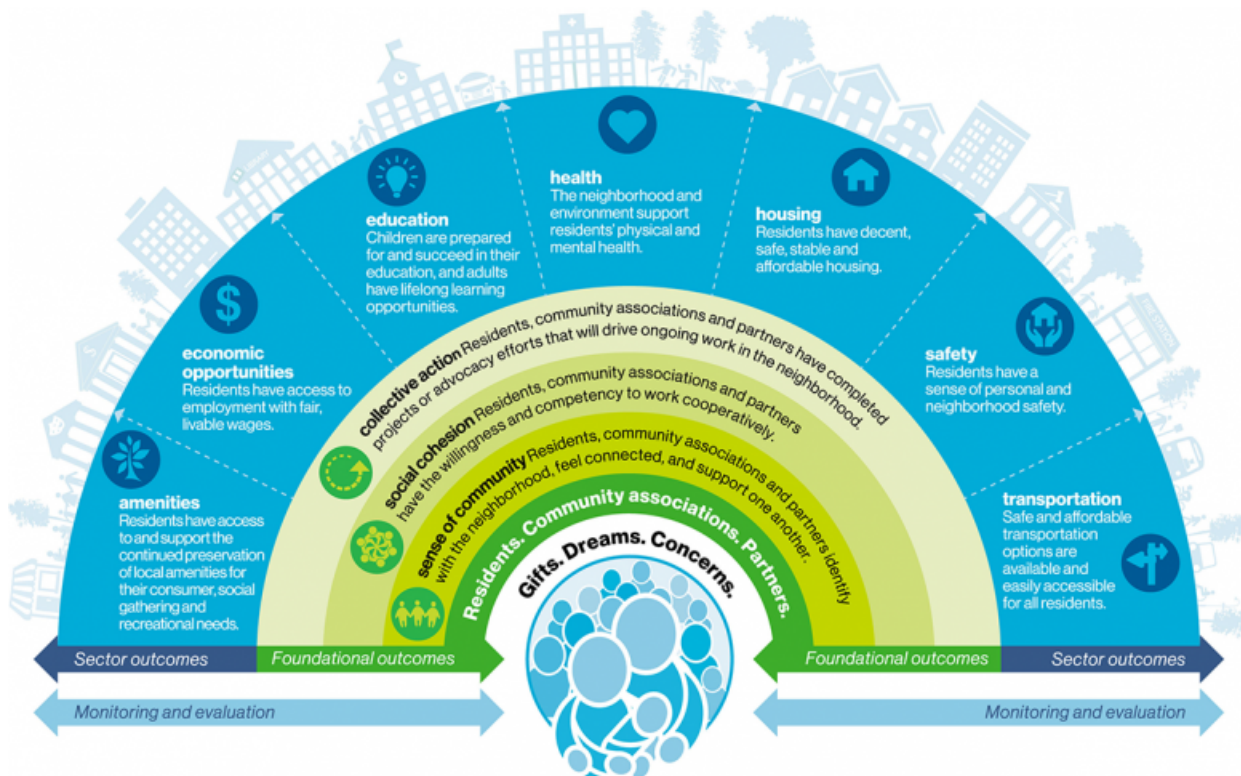 health
The neighborhood and
environment support
residents' physical and
mental health.
education
Children are prepared
for and succeed in their
education, and adults
have lifelong learning
opportunities.
housing
Residents have decent,
safe, stable and
affordable housing.
economic
opportunities
Residents have access to
employment with fair,
livable wages.
safety
Residents have a
sense of personal and
neighborhood safety.
amenities
Residents have access
to and support the
continued preservation
of local amenities for
their consumer, social
gathering and
recreational needs.
transportation
Safe and affordable
transportation
options are
available and
easily accessible
for all residents.
collective action Residents, community associations and partners have completed
projects or advocacy efforts that will drive ongoing work in the neighborhood.
social cohesion Residents, community associations and partners
have the willingness and competency to work cooperatively.
sense of community Residents, community associations and partners identify
with the neighborhood, feel connected, and support one another.
Residents. Community associations. Partners.
Gifts. Dreams. Concerns.
Sector outcomes
Foundational outcomes
Foundational outcomes
Sector outcomes
Monitoring and evaluation
Monitoring and evaluation